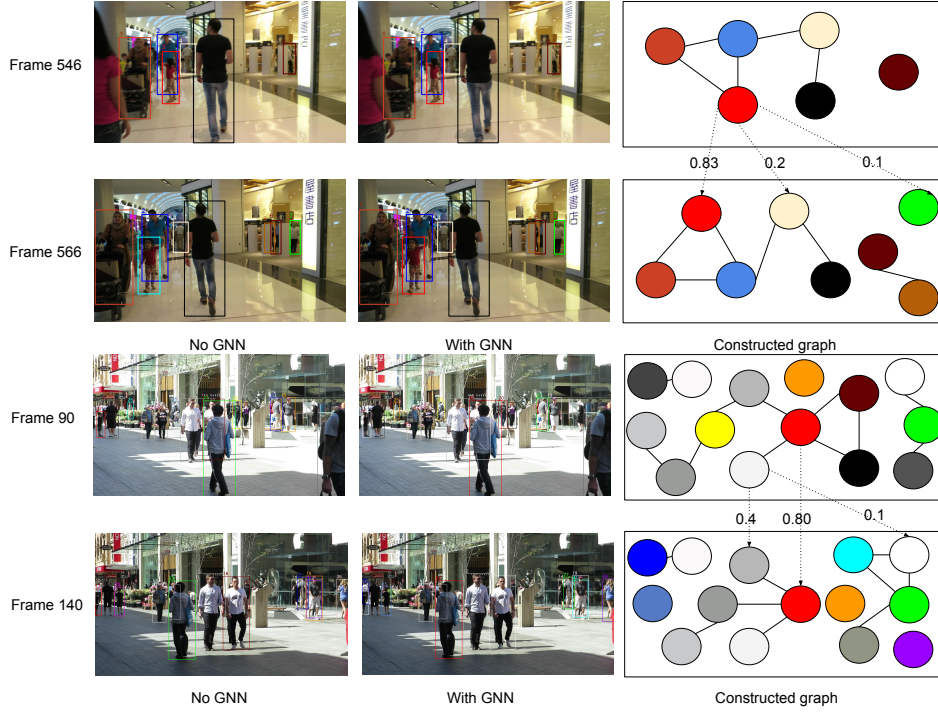 Frame 546
2
0.83
0.2
0.1
Frame 566
No GNN
With GNN
Constructed graph
Frame 90
0.4
0.80
0.1
Frame 140
No GNN
With GNN
Constructed graph